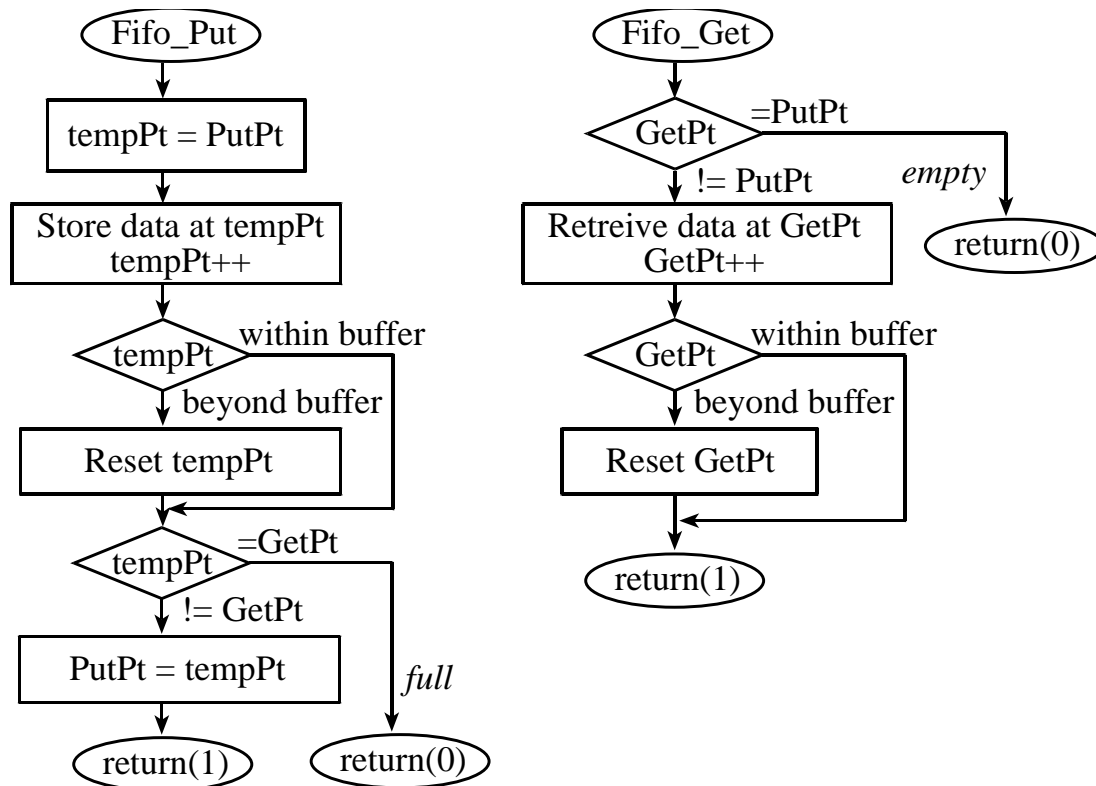 Fifo_Put
tempPt = PutPt
Store data at tempPt
tempPt++
tempPt
within buffer
beyond buffer
Reset tempPt
tempPt
=GetPt
!= GetPt
PutPt = tempPt
full
return(1)
return(0)
Fifo_Get
GetPt
=PutPt
!= PutPt
empty
Retreive data at GetPt
GetPt++
return(0)
GetPt
within buffer
beyond buffer
Reset GetPt
return(1)